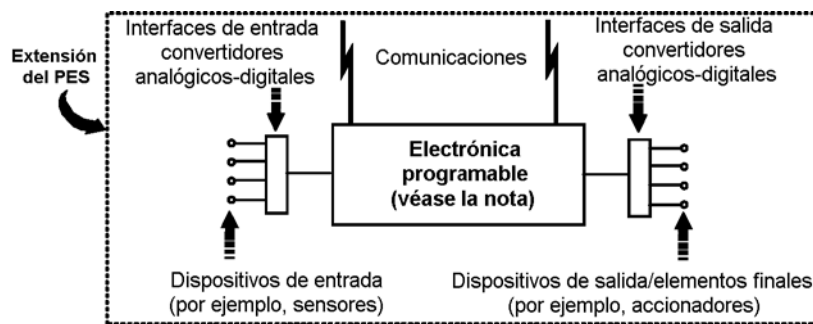 Extensión
del PES
Interfaces de entrada
convertidores
analógicos-digitales
Comunicaciones
Interfaces de salida
convertidores
analógicos-digitales
Electrónica
programable
(véase la nota)
Dispositivos de entrada
(por ejemplo, sensores)
Dispositivos de salida/elementos finales
(por ejemplo, accionadores)